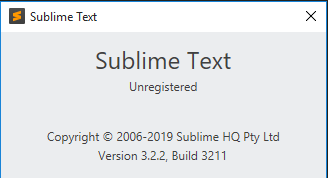 Sublime Text
Sublime Text
Unregistered
Copyright © 2006-2019 Sublime HQ Pty Ltd
Version 3.2.2, Build 3211